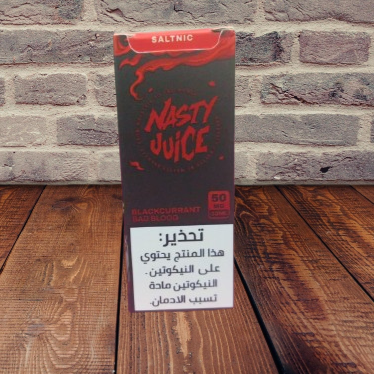 SALTNIC
NASTY
JUICE
BLACKCURRANT
BAD BLOOD
50
تحذير:
هذا المنتج يحتوي
على النيكوتين.
النيكوتين مادة
تسبب الادمان.